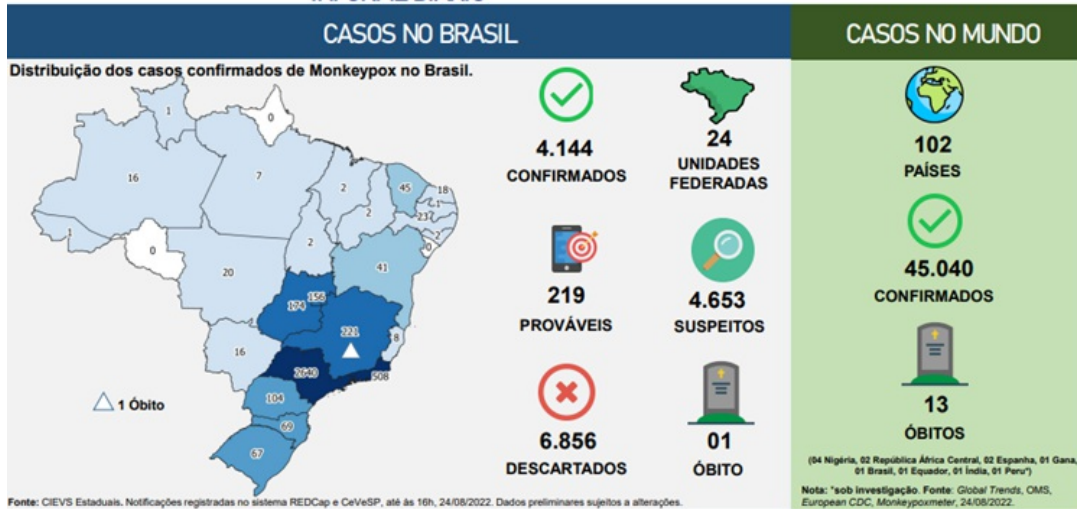 CASOS NO BRASIL
Distribuição dos casos confirmados de Monkeypox no Brasil.
1
0
16
7
2
45
18
1
2
23
2
0
1
0
20
2
41
174
156
221
8
16
2640
508
104
69
67
1 Óbito
4.144
CONFIRMADOS
24
UNIDADES
FEDERADAS
219
PROVÁVEIS
4.653
SUSPEITOS
6.856
DESCARTADOS
01
ÓBITO
Fonte: CIEVS Estaduais. Notificações registradas no sistema REDCap e CeVeSP, até às 16h, 24/08/2022. Dados preliminares sujeitos a alterações.
CASOS NO MUNDO
102
PAÍSES
45.040
CONFIRMADOS
13
ÓBITOS
(04 Nigéria, 02 República África Central, 02 Espanha, 01 Gana,
01 Brasil, 01 Equador, 01 Índia, 01 Peru*)
Nota: *sob investigação. Fonte: Global Trends, OMS,
European CDC, Monkeypoxmeter, 24/08/2022.